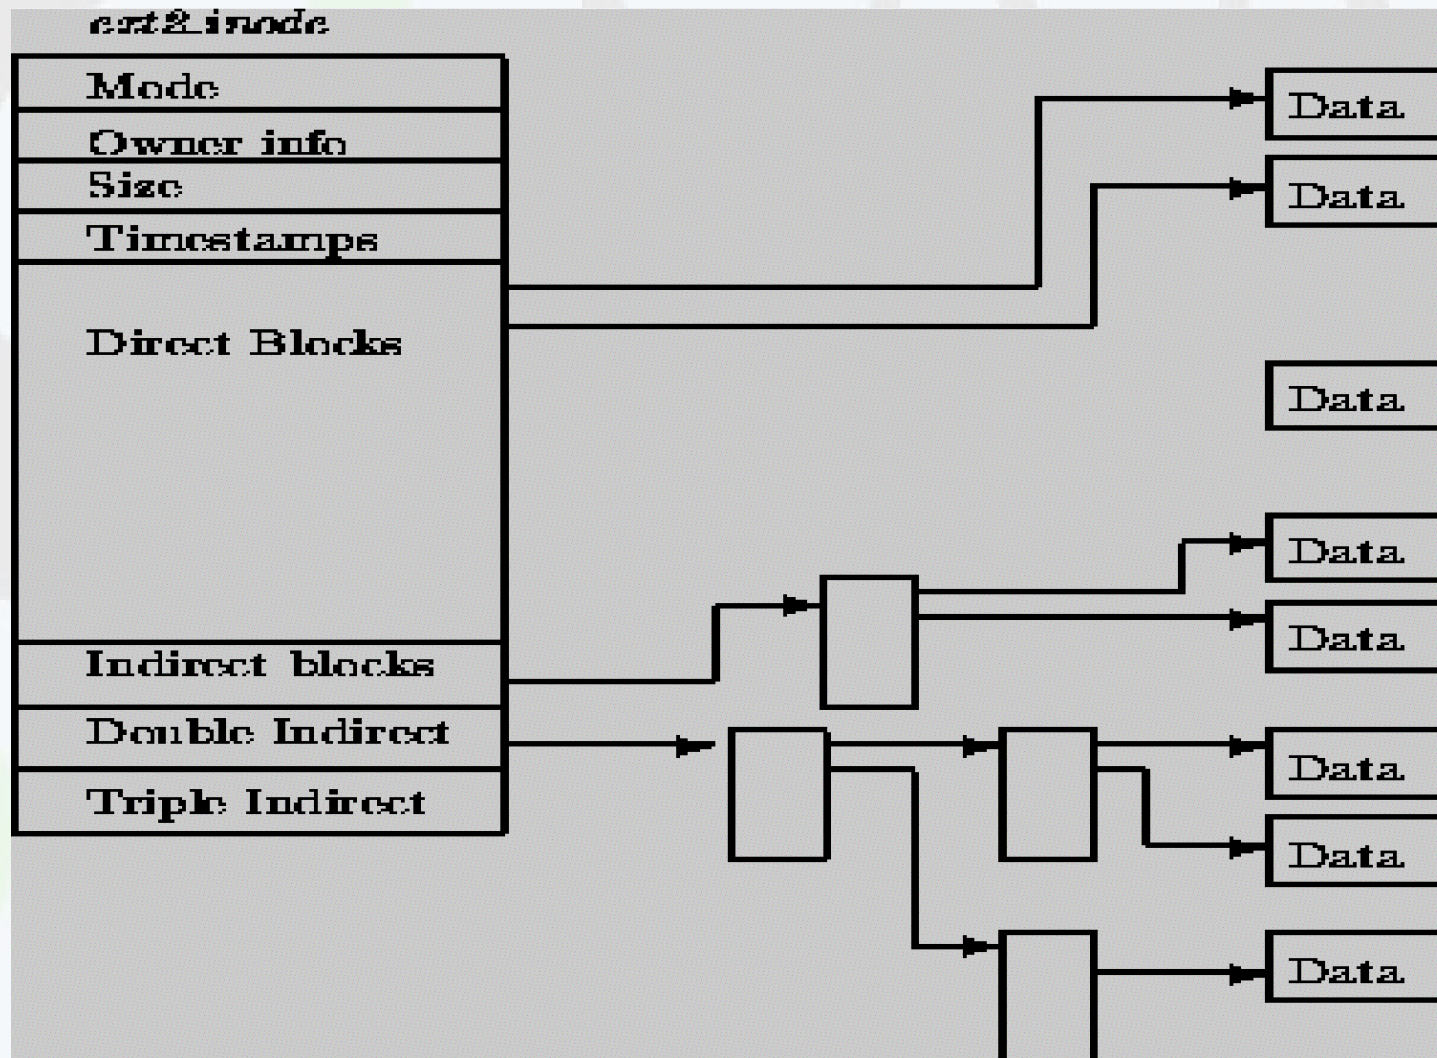 ext2_inode
Mode
Owner info
Size
Timestamps
Direct Blocks
Indirect blocks
Double Indirect
Triple Indirect
Data
Data
Data
Data
Data
Data
Data
Data